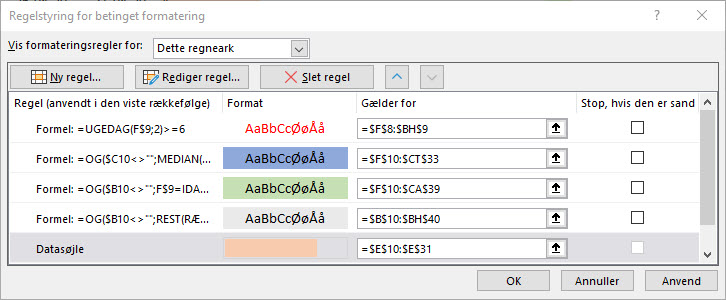 Regelstyring for betinget formatering ? ×
Vis formateringsregler for: Dette regneark
Ny regel... Rediger regel... Slet regel
Regel (anvendt i den viste rækkefølge) Format Gælder for Stop, hvis den er sand
Formel: =UGEDAG(F$9;2)>=6 AaBbCcØøÅå =$F$8:$BH$9
Formel: =OG($C10<>"";MEDIAN(... AaBbCcØøÅå =$F$10:$CT$33
Formel: =OG($B10<>"";F$9=IDA... AaBbCcØøÅå =$F$10:$CA$39
Formel: =OG($B10<>"";REST(RÆ... AaBbCcØøÅå =$B$10:$BH$40
Datasøjle =$E$10:$E$31
OK Annuller Anvend